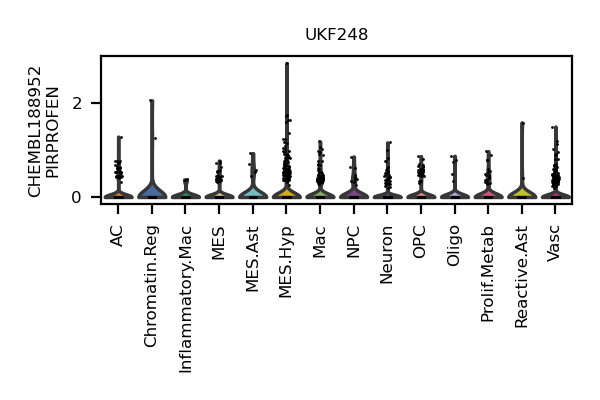 UKF248
CHEMBL188952
PIRPROFEN
2
0
AC
Chromatin.Reg
Inflammatory.Mac
MES
MES.Ast
MES.Hyp
Mac
NPC
Neuron
OPC
Oligo
Prolif.Metab
Reactive.Ast
Vasc